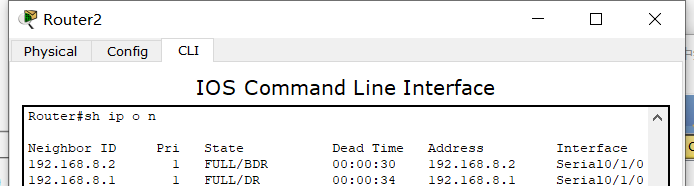 Router2
Physical Config CLI
IOS Command Line Interface
Router#sh ip o n
Neighbor ID Pri State Dead Time Address Interface
192.168.8.2 1 FULL/BDR 00:00:30 192.168.8.2 Serial0/1/0
192.168.8.1 1 FULL/DR 00:00:34 192.168.8.1 Serial0/1/0